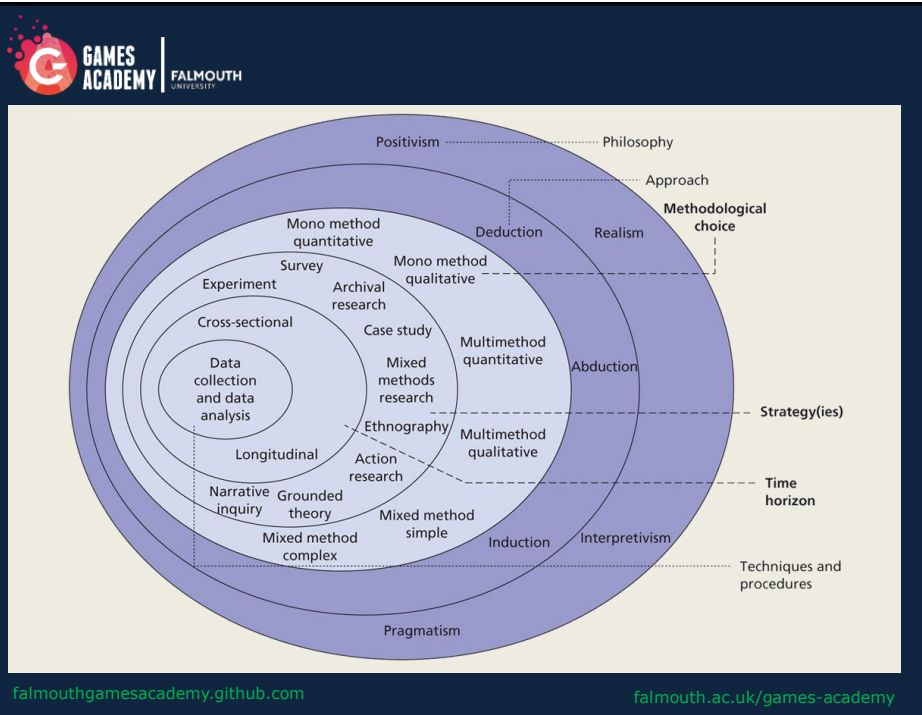 GAMES
ACADEMY
FALMOUTH
UNIVERSITY
Positivism
Philosophy
Approach
Methodological
choice
Deduction
Realism
Mono method
quantitative
Mono method
qualitative
Survey
Experiment
Archival
research
Cross-sectional
Case study
Multimethod
quantitative
Data
collection
and data
analysis
Mixed
methods
research
Abduction
Strategy(ies)
Ethnography
Multimethod
qualitative
Longitudinal
Action
research
Time
horizon
Narrative
inquiry
Grounded
theory
Mixed method
simple
Mixed method
complex
Induction
Interpretivism
Techniques and
procedures
Pragmatism
falmouthgamesacademy.github.com
falmouth.ac.uk/games-academy